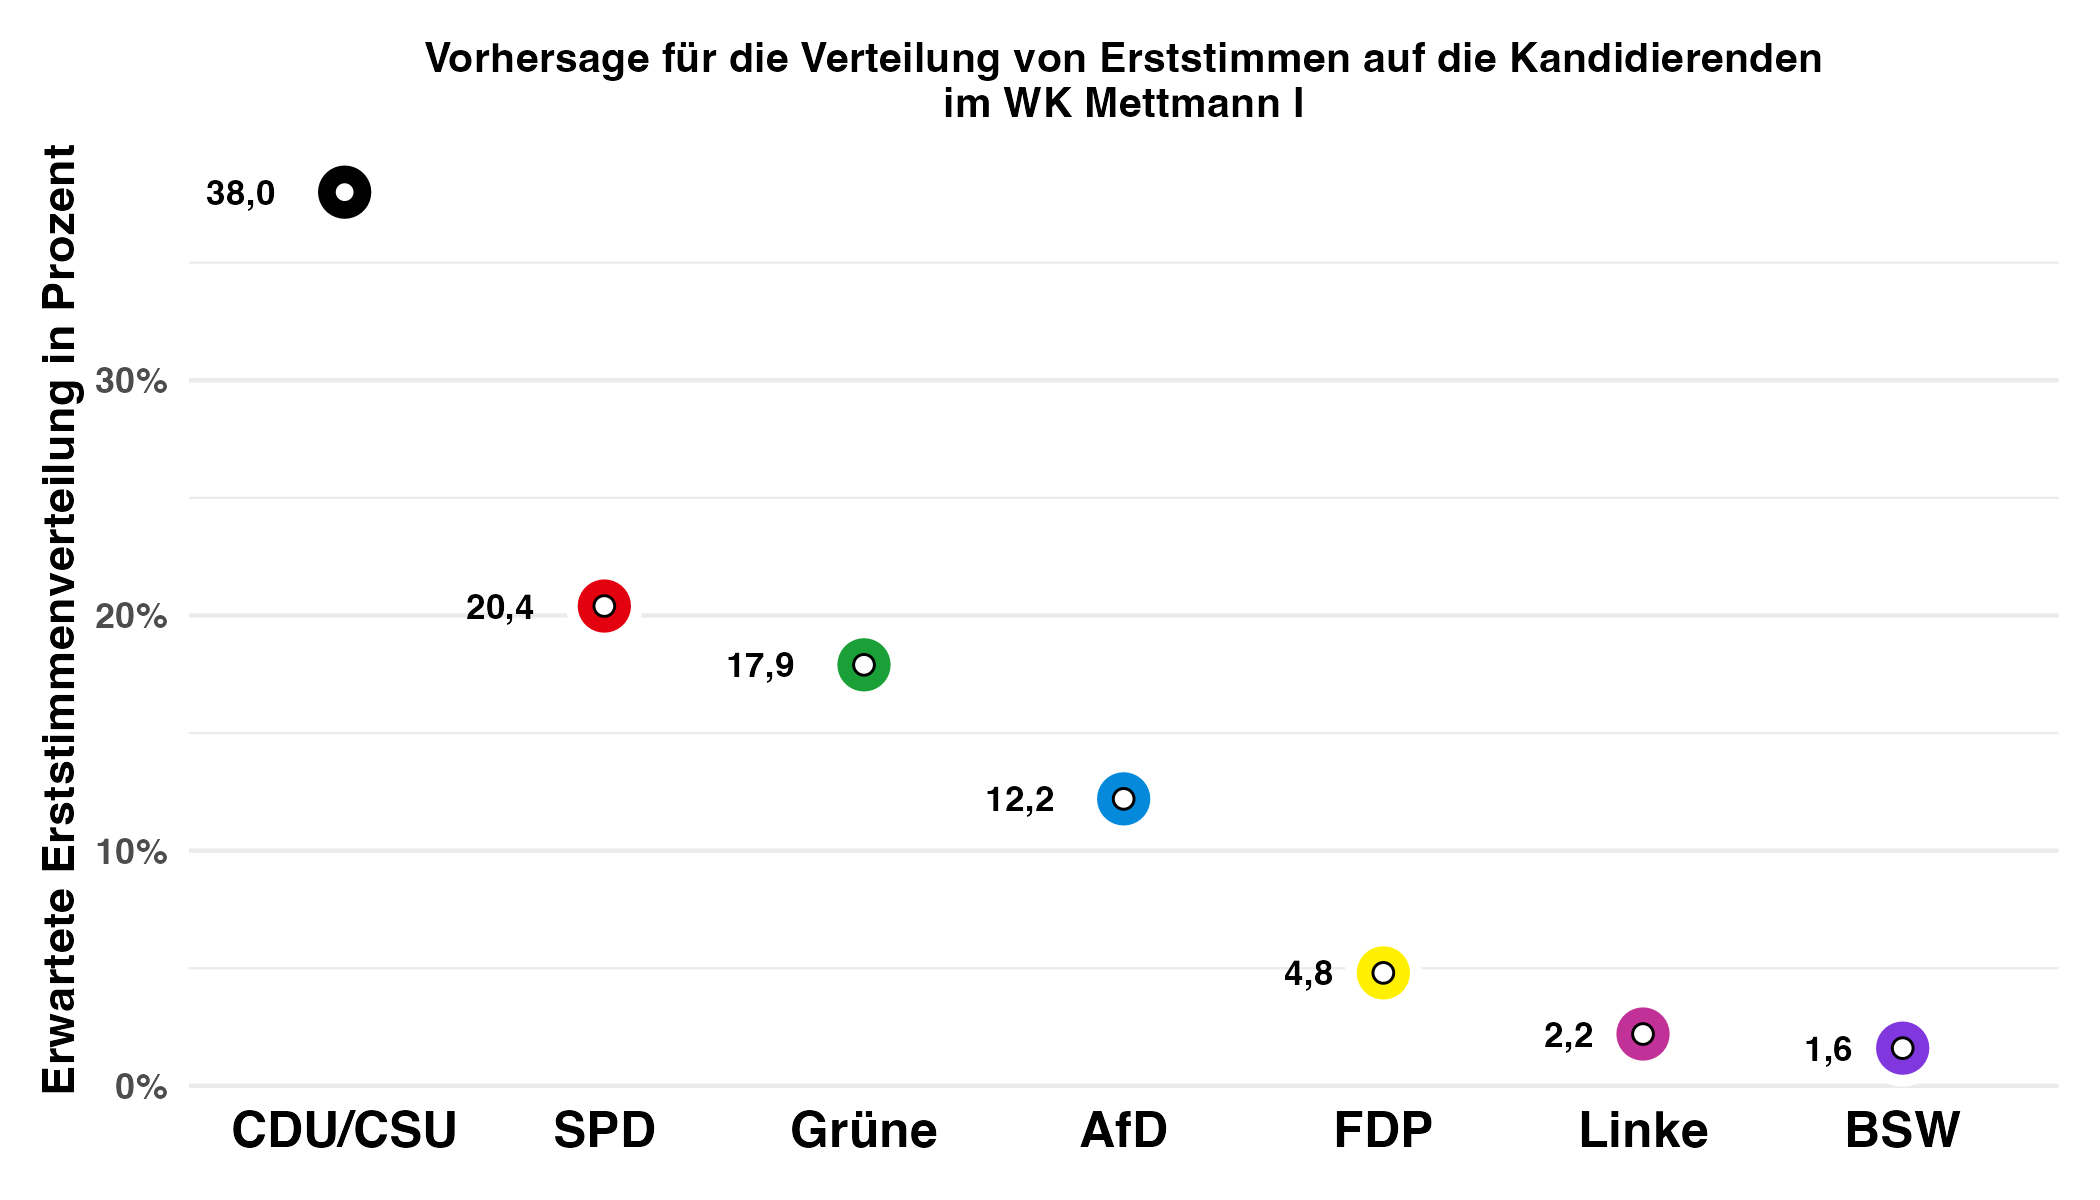 Vorhersage für die Verteilung von Erststimmen auf die Kandidierenden
im WK Mettmann I
Erwartete Erststimmenverteilung in Prozent
38,0
30%
20,4
20%
17,9
12,2
10%
4,8
2,2
1,6
0%
CDU/CSU SPD Grüne AfD FDP Linke BSW